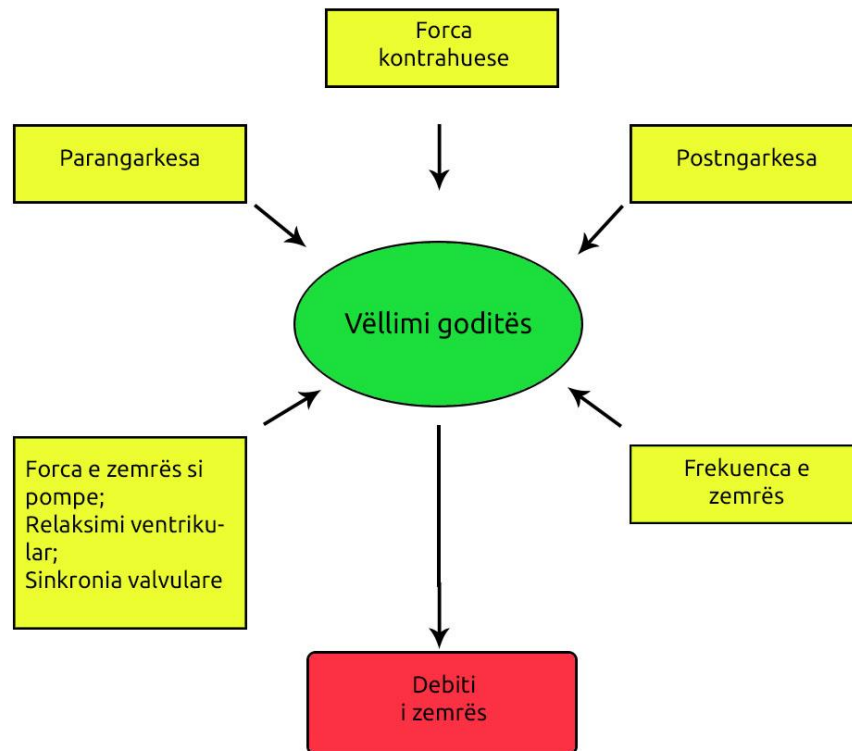 Forca
kontrahuese
Parangarkesa
Postngarkesa
Vëllimi goditës
Forca e zemrës si
pompe;
Relaksimi ventriku-
lar;
Sinkronia valvulare
Frekuenca e
zemrës
Debiti
i zemrës